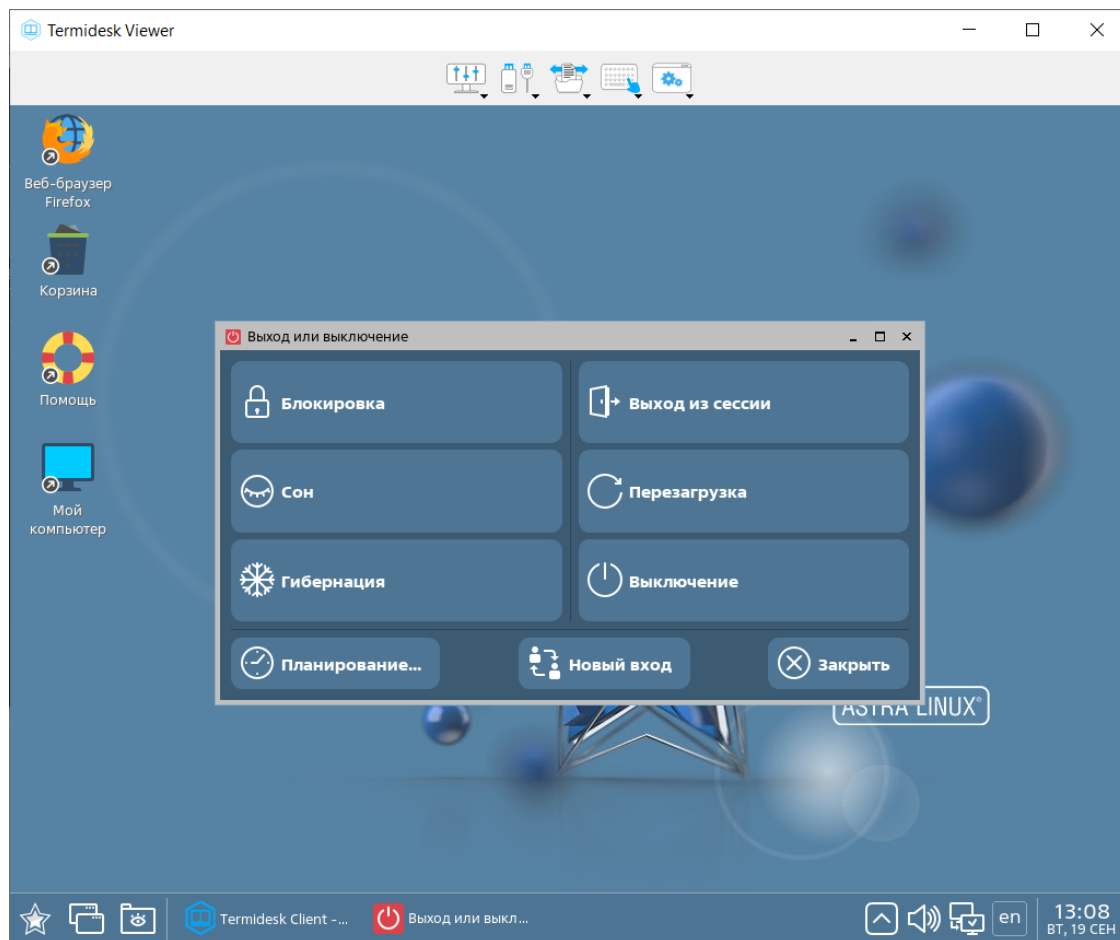 Termidesk Viewer
Веб-браузер
Firefox
Корзина
Помощь
Мой
компьютер
Выход или выключение
Блокировка
Выход из сессии
Сон
Перезагрузка
Гибернация
Выключение
Планирование...
Новый вход
Закрыть
ASTRA LINUX®
Termidesk Client -...
Выход или выкл...
en
13:08
ВТ, 19 СЕН